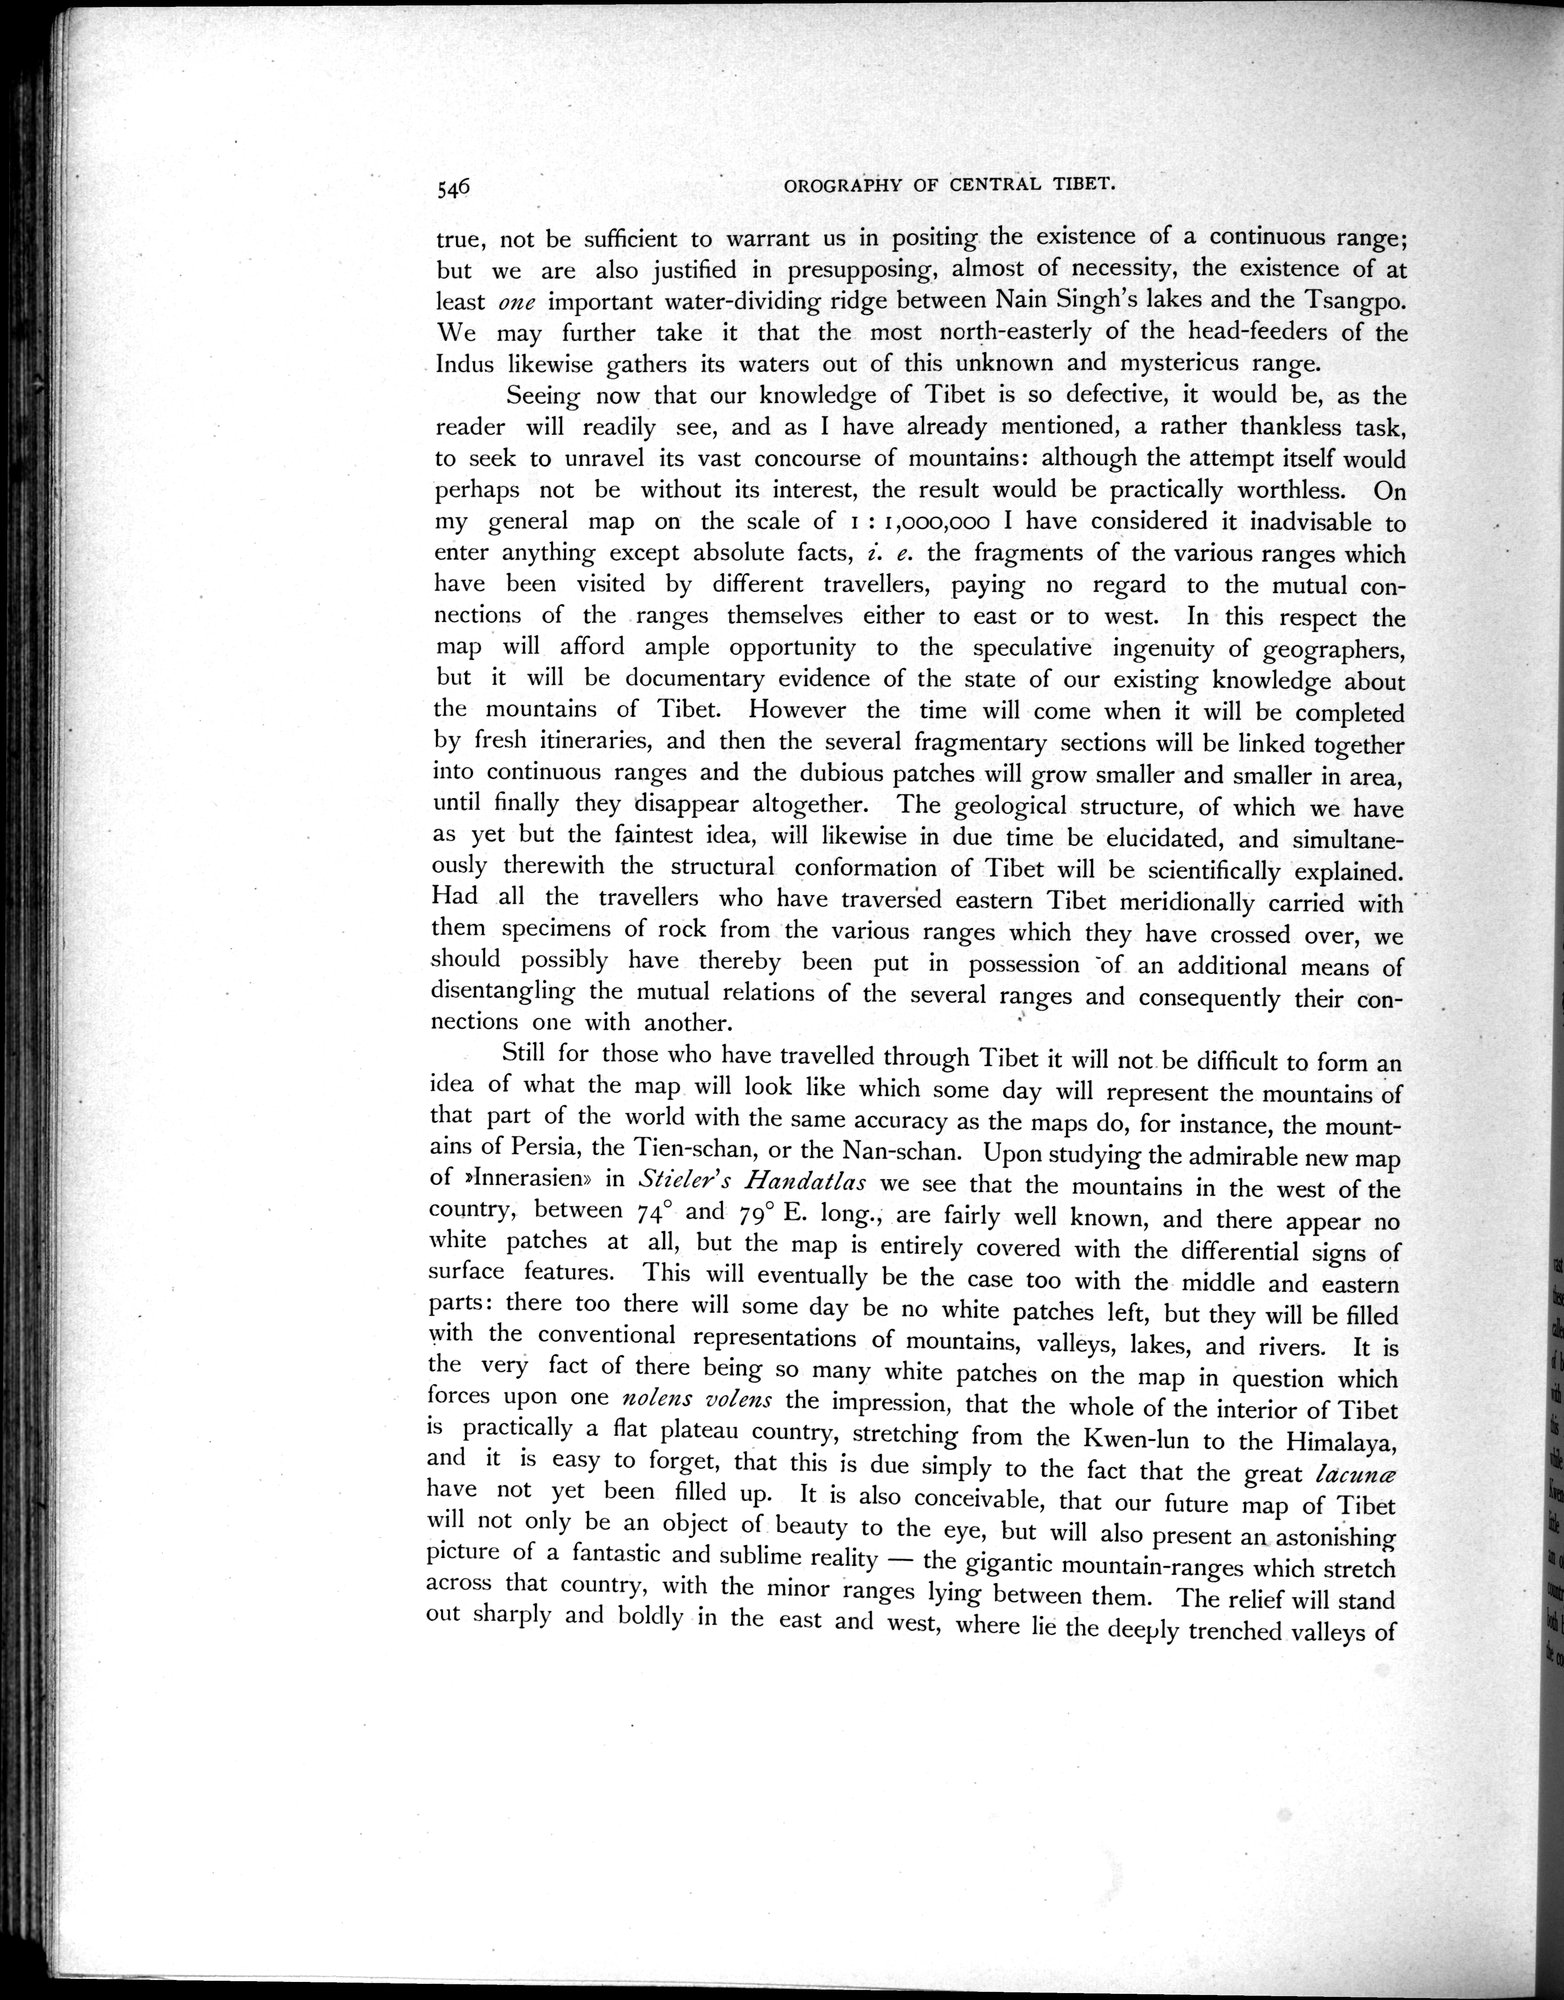 546 OROGRAPHY OF CENTRAL TIBET.
true, not be sufficient to warrant us in positing the existence of a continuous range;
but we are also justified in presupposing, almost of necessity, the existence of at
least one important water-dividing ridge between Nain Singh's lakes and the Tsangpo.
We may further take it that the most north-easterly of the head-feeders of the
Indus likewise gathers its waters out of this unknown and mystericus range.
Seeing now that our knowledge of Tibet is so defective, it would be, as the
reader will readily see, and as I have already mentioned, a rather thankless task,
to seek to unravel its vast concourse of mountains: although the attempt itself would
perhaps not be without its interest, the result would be practically worthless. On
my general map on the scale of 1 : 1,000,000 I have considered it inadvisable to
enter anything except absolute facts, i. e. the fragments of the various ranges which
have been visited by different travellers, paying no regard to the mutual con-
nections of the ranges themselves either to east or to west. In this respect the
map will afford ample opportunity to the speculative ingenuity of geographers,
but it will be documentary evidence of the state of our existing knowledge about
the mountains of Tibet. However the time will come when it will be completed
by fresh itineraries, and then the several fragmentary sections will be linked together
into continuous ranges and the dubious patches will grow smaller and smaller in area,
until finally they disappear altogether. The geological structure, of which we have
as yet but the faintest idea, will likewise in due time be elucidated, and simultane-
ously therewith the structural conformation of Tibet will be scientifically explained.
Had all the travellers who have traversed eastern Tibet meridionally carried with
them specimens of rock from the various ranges which they have crossed over, we
should possibly have thereby been put in possession of an additional means of
disentangling the mutual relations of the several ranges and consequently their con-
nections one with another.
Still for those who have travelled through Tibet it will not be difficult to form an
idea of what the map will look like which some day will represent the mountains of
that part of the world with the same accuracy as the maps do, for instance, the mount-
ains of Persia, the Tien-schan, or the Nan-schan. Upon studying the admirable new map
of »Innerasien» in Stieler's Handatlas we see that the mountains in the west of the
country, between 74° and 79° E. long., are fairly well known, and there appear no
white patches at all, but the map is entirely covered with the differential signs of
surface features. This will eventually be the case too with the middle and eastern
parts: there too there will some day be no white patches left, but they will be filled
with the conventional representations of mountains, valleys, lakes, and rivers. It is
the very fact of there being so many white patches on the map in question which
forces upon one nolens volens the impression, that the whole of the interior of Tibet
is practically a flat plateau country, stretching from the Kwen-lun to the Himalaya,
and it is easy to forget, that this is due simply to the fact that the great lacunæ
have not yet been filled up. It is also conceivable, that our future map of Tibet
will not only be an object of beauty to the eye, but will also present an astonishing
picture of a fantastic and sublime reality — the gigantic mountain-ranges which stretch
across that country, with the minor ranges lying between them. The relief will stand
out sharply and boldly in the east and west, where lie the deeply trenched valleys of